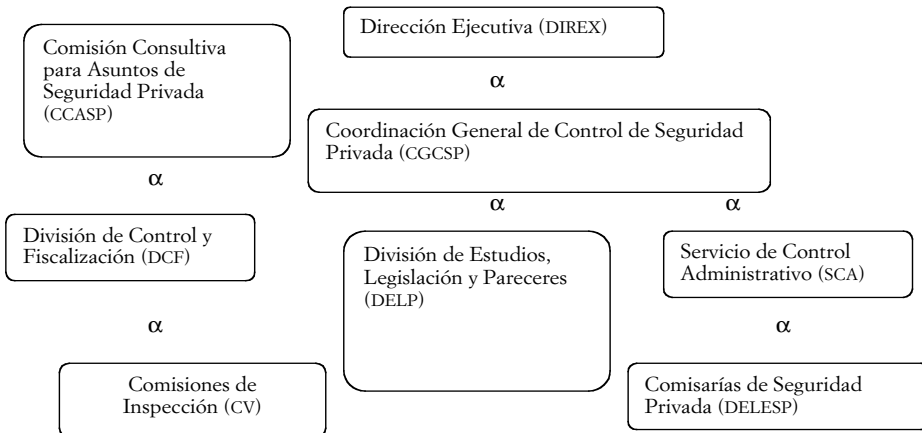 Dirección Ejecutiva (DIREX)
Comisión Consultiva
para Asuntos de
Seguridad Privada
(CCASP)
α
Coordinación General de Control de Seguridad
Privada (CGCSP)
α
α
α
División de Control y
Fiscalización (DCF)
División de Estudios,
Legislación y Pareceres
(DELP)
Servicio de Control
Administrativo (SCA)
α
α
Comisiones de
Inspección (CV)
Comisarías de Seguridad
Privada (DELESP)